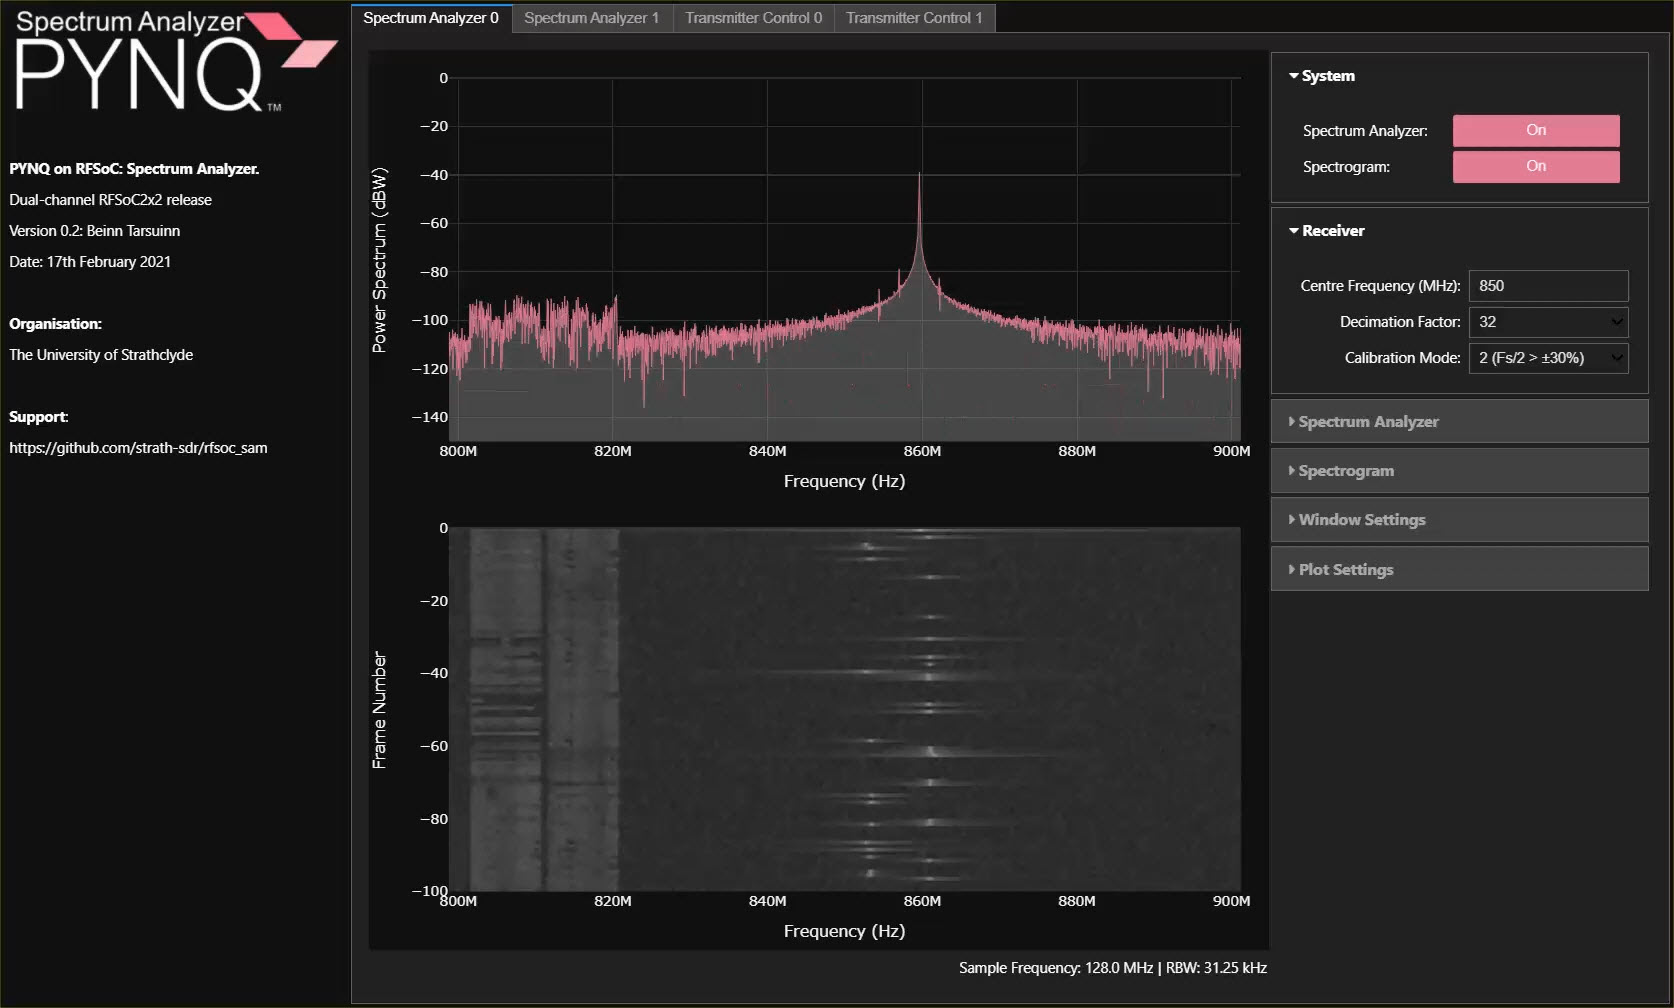 Spectrum Analyzer
PYNQ™
PYNQ on RFSoC: Spectrum Analyzer.
Dual-channel RFSoC2x2 release
Version 0.2: Beinn Tarsuinn
Date: 17th February 2021
Organisation:
The University of Strathclyde
Support:
https://github.com/strath-sdr/rfsoc_sam
Spectrum Analyzer 0 Spectrum Analyzer 1 Transmitter Control 0 Transmitter Control 1
Power Spectrum (dBW)
0
−20
−40
−60
−80
−100
−120
−140
800M 820M 840M 860M 880M 900M
Frequency (Hz)
Frame Number
0
−20
−40
−60
−80
−100
800M 820M 840M 860M 880M 900M
Frequency (Hz)
Sample Frequency: 128.0 MHz | RBW: 31.25 kHz
System
Spectrum Analyzer: On
Spectrogram: On
Receiver
Centre Frequency (MHz): 850
Decimation Factor: 32
Calibration Mode: 2 (Fs/2 > ±30%)
Spectrum Analyzer
Spectrogram
Window Settings
Plot Settings